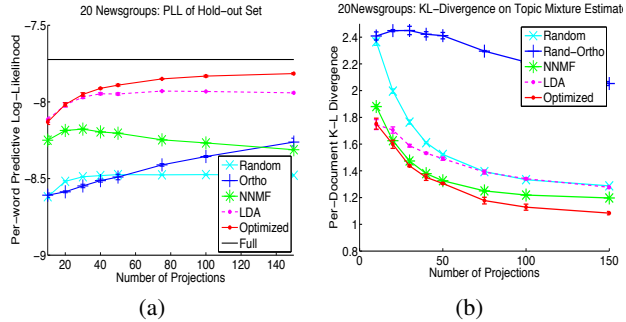 20 Newsgroups: PLL of Hold-out Set
Per-word Predictive Log-Likelihood
-7.5
-8
-8.5
-9
20 40 60 80 100 120 140
Number of Projections
Random
Ortho
NNMF
LDA
Optimized
Full
(a)
20Newsgroups: KL-Divergence on Topic Mixture Estimate
Per-Document K-L Divergence
2.4
2.2
2
1.8
1.6
1.4
1.2
1
0.8
0 50 100 150
Number of Projections
Random
Rand-Ortho
NNMF
LDA
Optimized
(b)